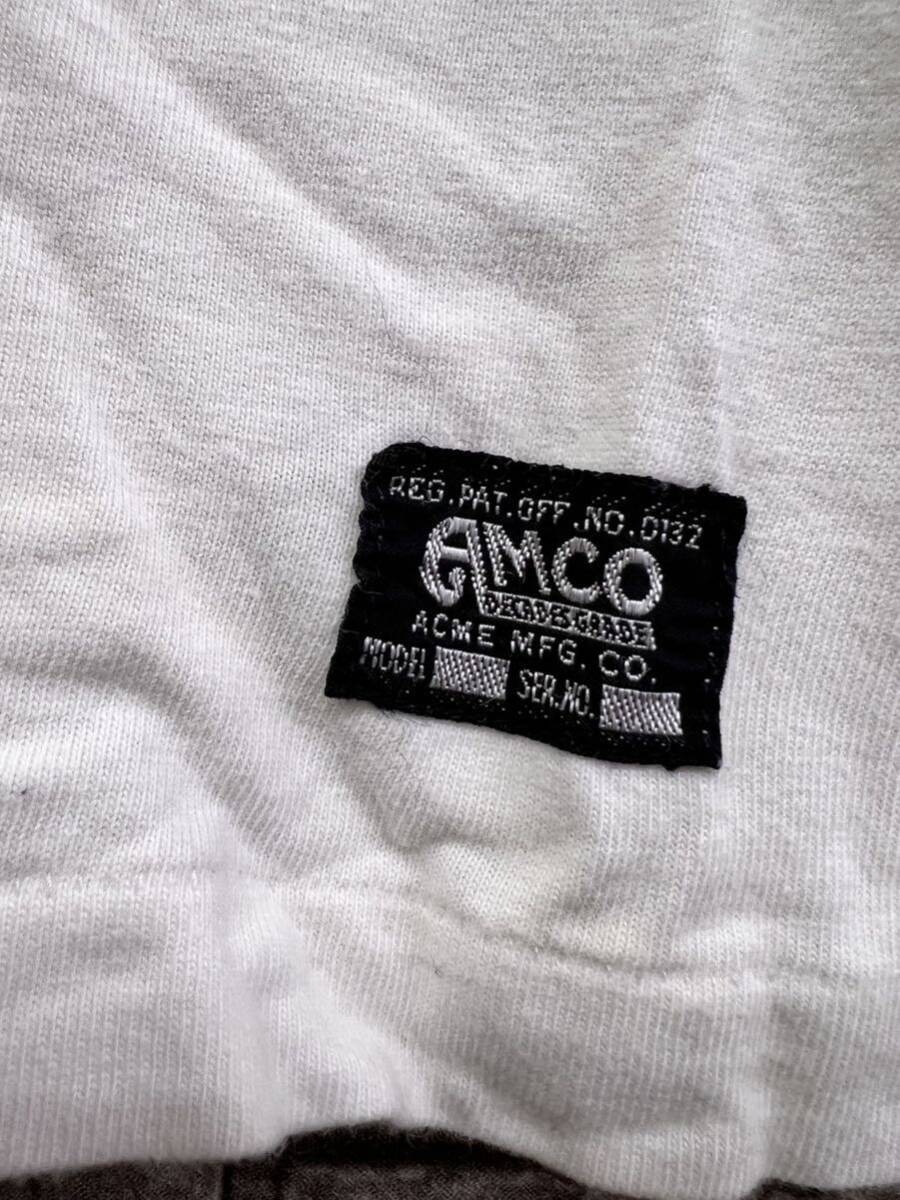 REG.PAT.OFF.NO.0132
AMCO
ACME MFG.CO.
MODEL SER.NO.